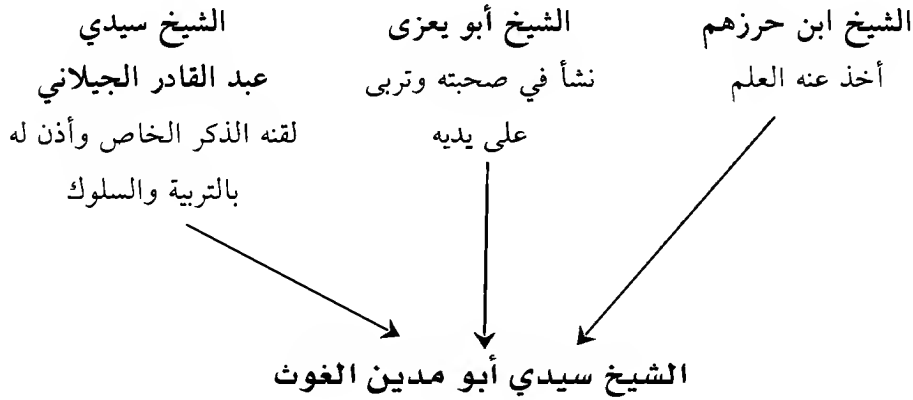 الشيخ ابن حرزهم
أخذ عنه العلم
الشيخ أبو يعزى
نشأ في صحبته وتربى
على يديه
الشيخ سيدي
عبد القادر الجيلاني
لقنه الذكر الخاص وأذن له
بالتربية والسلوك
الشيخ سيدي أبو مدين الغوث